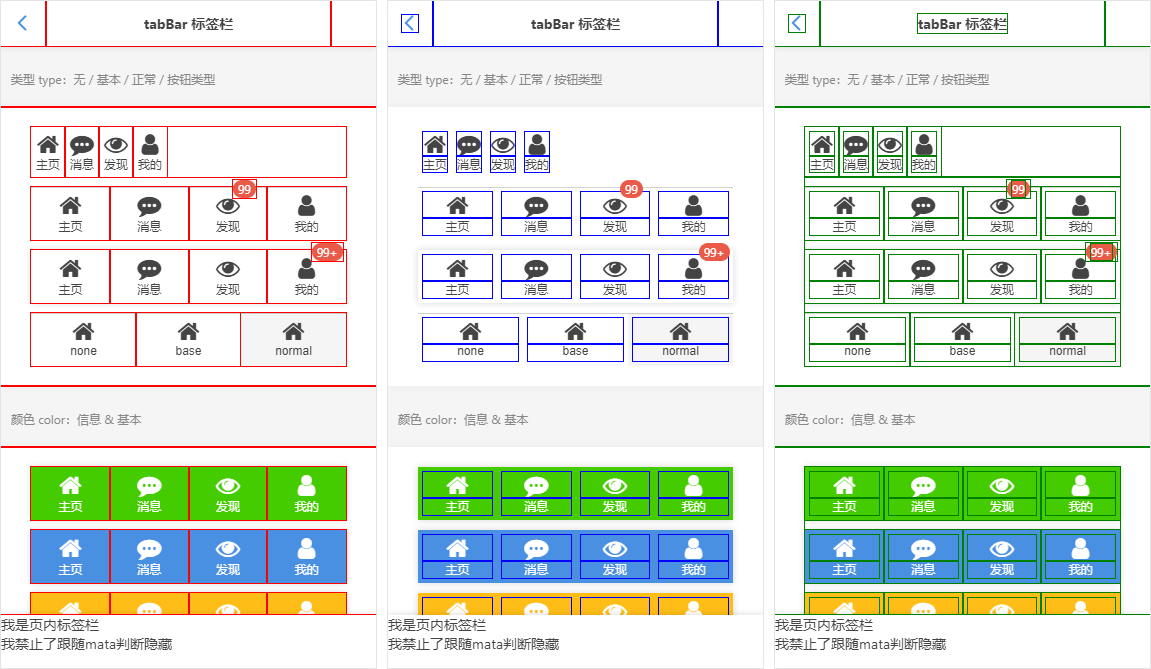 tabBar 标签栏
类型 type：无 / 基本 / 正常 / 按钮类型
主页 消息 发现 我的
99
主页 消息 发现 我的
99+
主页 消息 发现 我的
none base normal
颜色 color：信息 & 基本
主页 消息 发现 我的
主页 消息 发现 我的
我是页内标签栏
我禁止了跟随mata判断隐藏
tabBar 标签栏
类型 type：无 / 基本 / 正常 / 按钮类型
主页 消息 发现 我的
99
主页 消息 发现 我的
99+
主页 消息 发现 我的
none base normal
颜色 color：信息 & 基本
主页 消息 发现 我的
主页 消息 发现 我的
我是页内标签栏
我禁止了跟随mata判断隐藏
tabBar 标签栏
类型 type：无 / 基本 / 正常 / 按钮类型
主页 消息 发现 我的
99
主页 消息 发现 我的
99+
主页 消息 发现 我的
none base normal
颜色 color：信息 & 基本
主页 消息 发现 我的
主页 消息 发现 我的
我是页内标签栏
我禁止了跟随mata判断隐藏